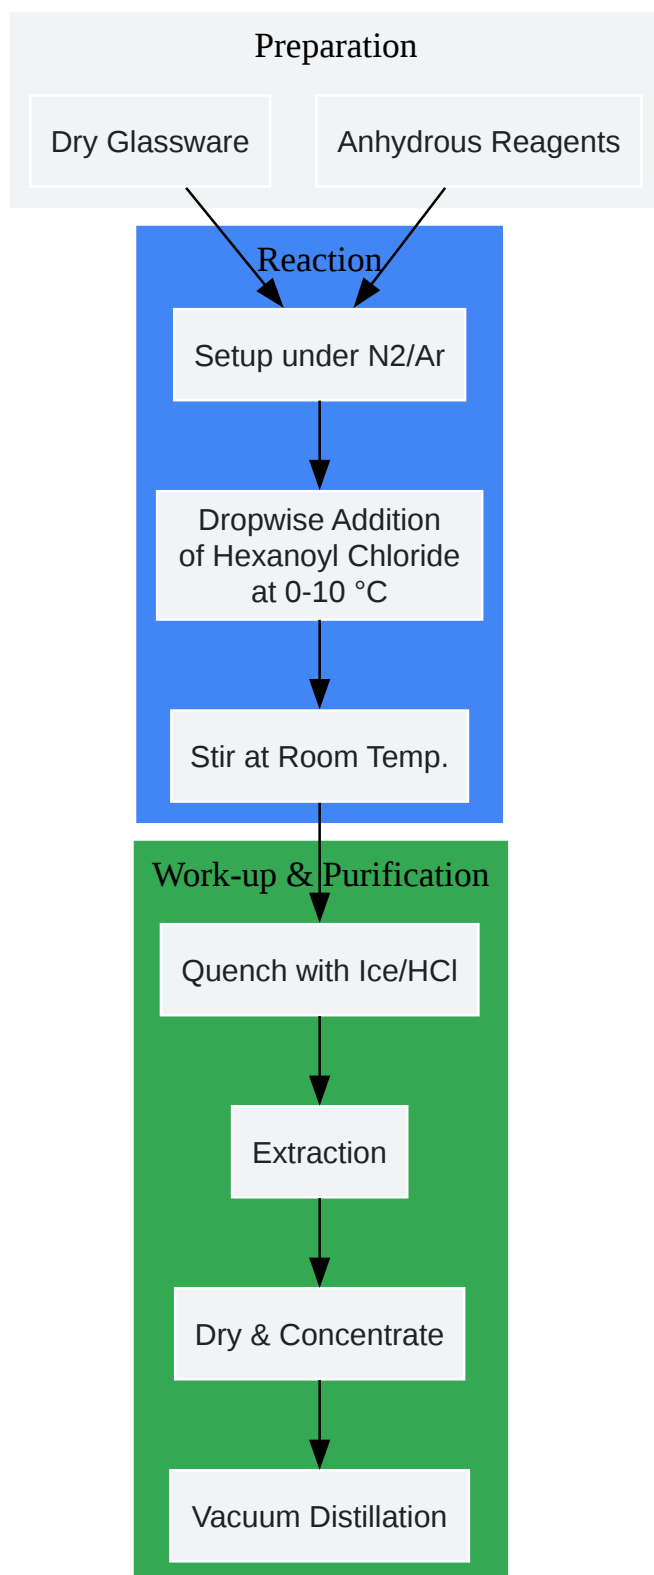 Preparation
Dry Glassware
Anhydrous Reagents
Reaction
Setup under N2/Ar
Dropwise Addition
of Hexanoyl Chloride
at 0-10 °C
Stir at Room Temp.
Work-up & Purification
Quench with Ice/HCl
Extraction
Dry & Concentrate
Vacuum Distillation